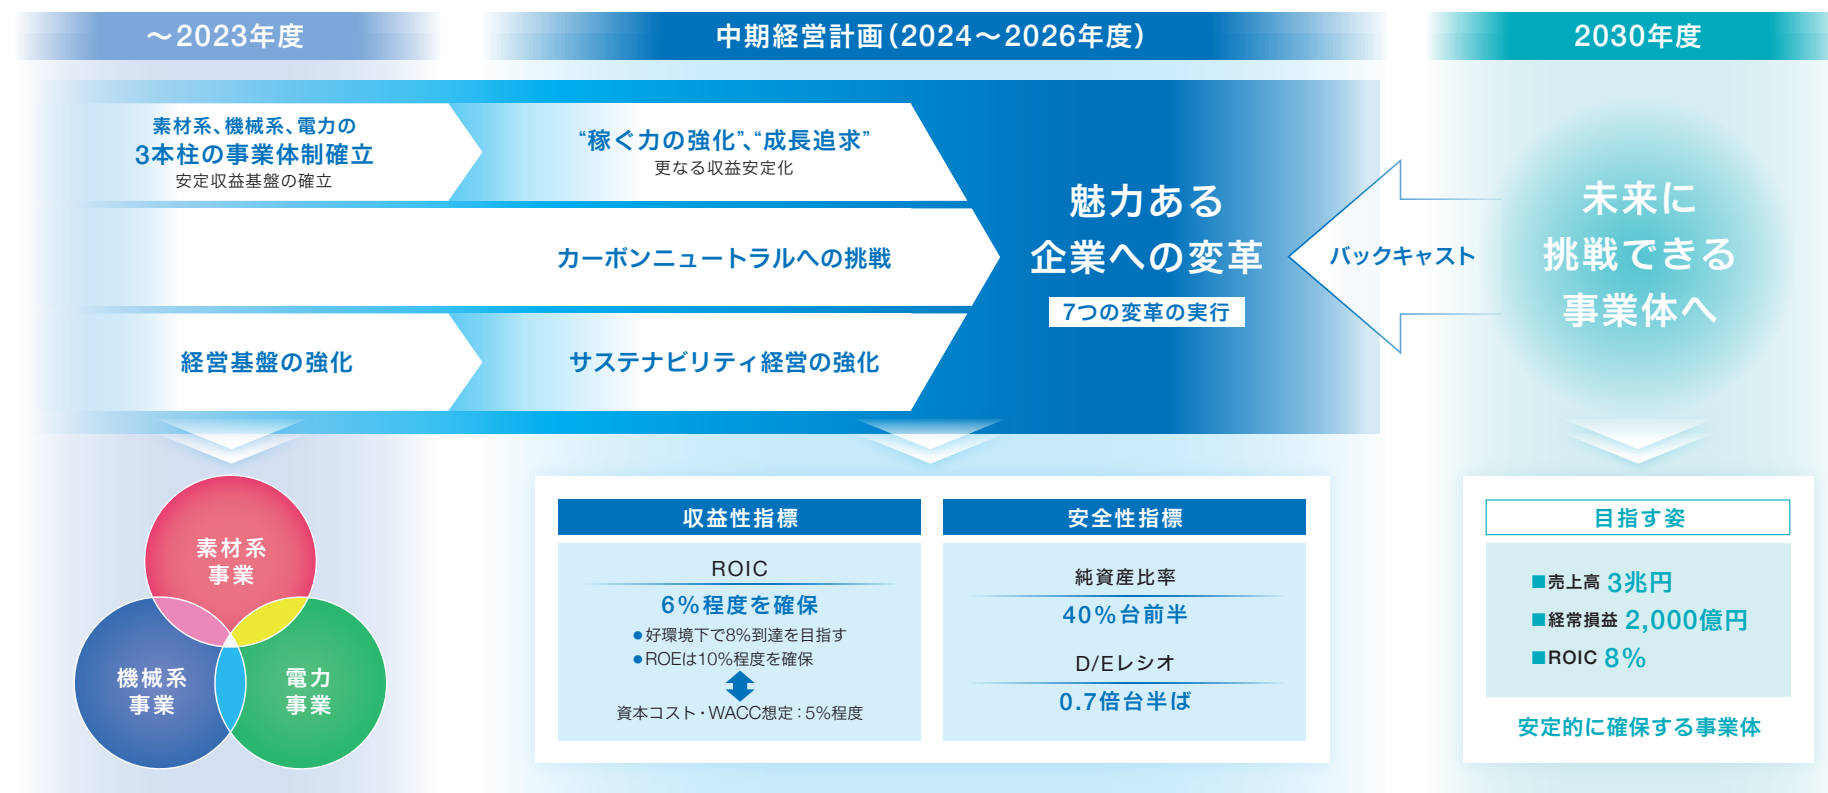 ～2023年度
中期経営計画（2024～2026年度）
2030年度
素材系、機械系、電力の
3本柱の事業体制確立
安定収益基盤の確立
“稼ぐ力の強化”、“成長追求”
更なる収益安定化
カーボンニュートラルへの挑戦
経営基盤の強化
サステナビリティ経営の強化
魅力ある
企業への変革
7つの変革の実行
バックキャスト
未来に
挑戦できる
事業体へ
素材系
事業
機械系
事業
電力
事業
収益性指標
ROIC
6％程度を確保
●好環境下で8％到達を目指す
●ROEは10％程度を確保
資本コスト・WACC想定：5％程度
安全性指標
純資産比率
40％台前半
D/Eレシオ
0.7倍台半ば
目指す姿
■売上高 3兆円
■経常損益 2,000億円
■ROIC 8％
安定的に確保する事業体